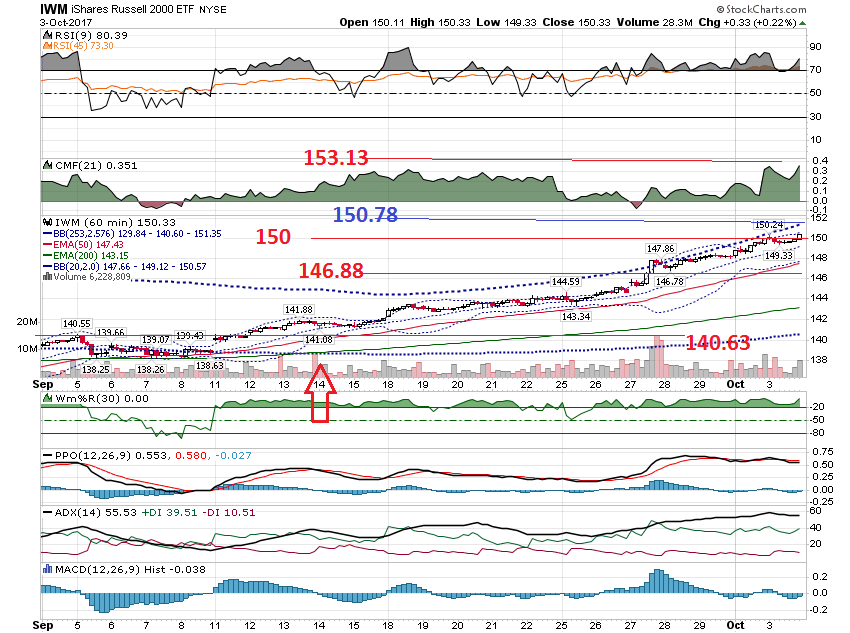 IWM iShares Russell 2000 ETF NYSE © StockCharts.com
3-Oct-2017 Open 150.11 High 150.33 Low 149.33 Close 150.33 Volume 28.3M Chg +0.33 (+0.22%)
RSI(9) 80.39
RSI(45) 73.30
90
70
50
30
10
153.13
CMF(21) 0.351
0.4
0.3
0.2
0.1
0.0
-0.1
150.78
150
146.88
140.63
IWM (60 min) 150.33
BB(253,2.576) 129.84 - 140.60 - 151.35
EMA(50) 147.43
EMA(200) 143.15
BB(20,2.0) 147.66 - 149.12 - 150.57
Volume 6,228,809
152
150
148
146
144
142
140
138
20M
10M
140.55
138.25
139.66
139.07
138.26
139.43
138.63
141.88
141.08
144.59
143.34
147.86
146.78
150.24
149.33
Sep 5 6 7 8 11 12 13 14 15 18 19 20 21 22 25 26 27 28 29 Oct 3
Wm%R(30) 0.00
-20
-50
-80
PPO(12,26,9) 0.553, 0.580, -0.027
0.75
0.50
0.25
0.00
-0.25
ADX(14) 55.53 +DI 39.51 -DI 10.51
60
40
20
MACD(12,26,9) Hist -0.038
0.2
0.0
-0.2
Sep 5 6 7 8 11 12 13 14 15 18 19 20 21 22 25 26 27 28 29 Oct 3